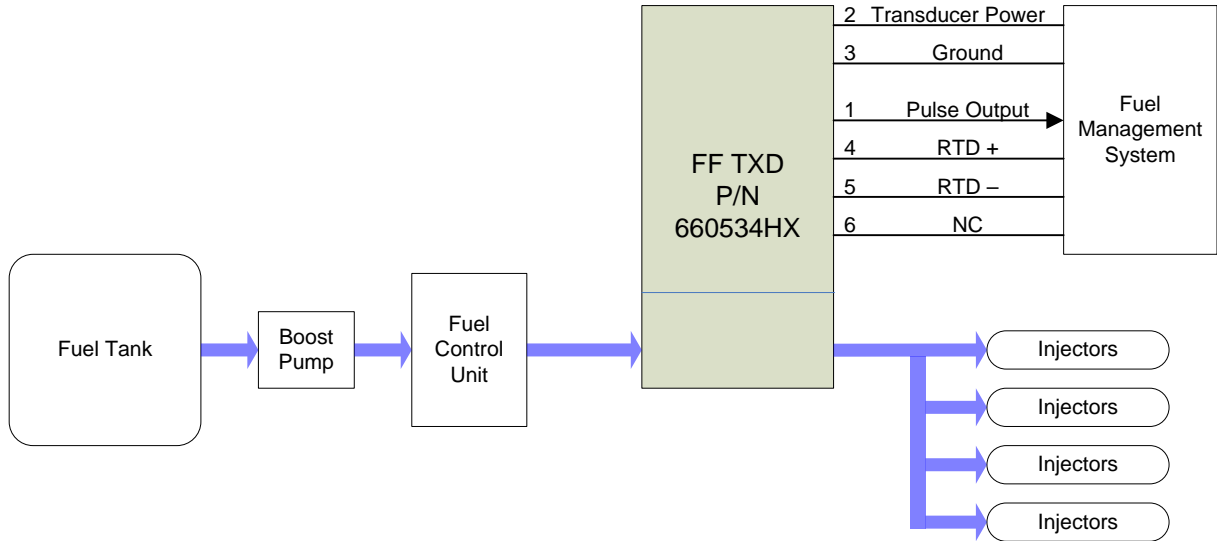 2 Transducer Power
3 Ground
1 Pulse Output
4 RTD +
5 RTD –
6 NC
Fuel
Management
System
FF TXD
P/N
660534HX
Fuel Tank
Boost
Pump
Fuel
Control
Unit
Injectors
Injectors
Injectors
Injectors